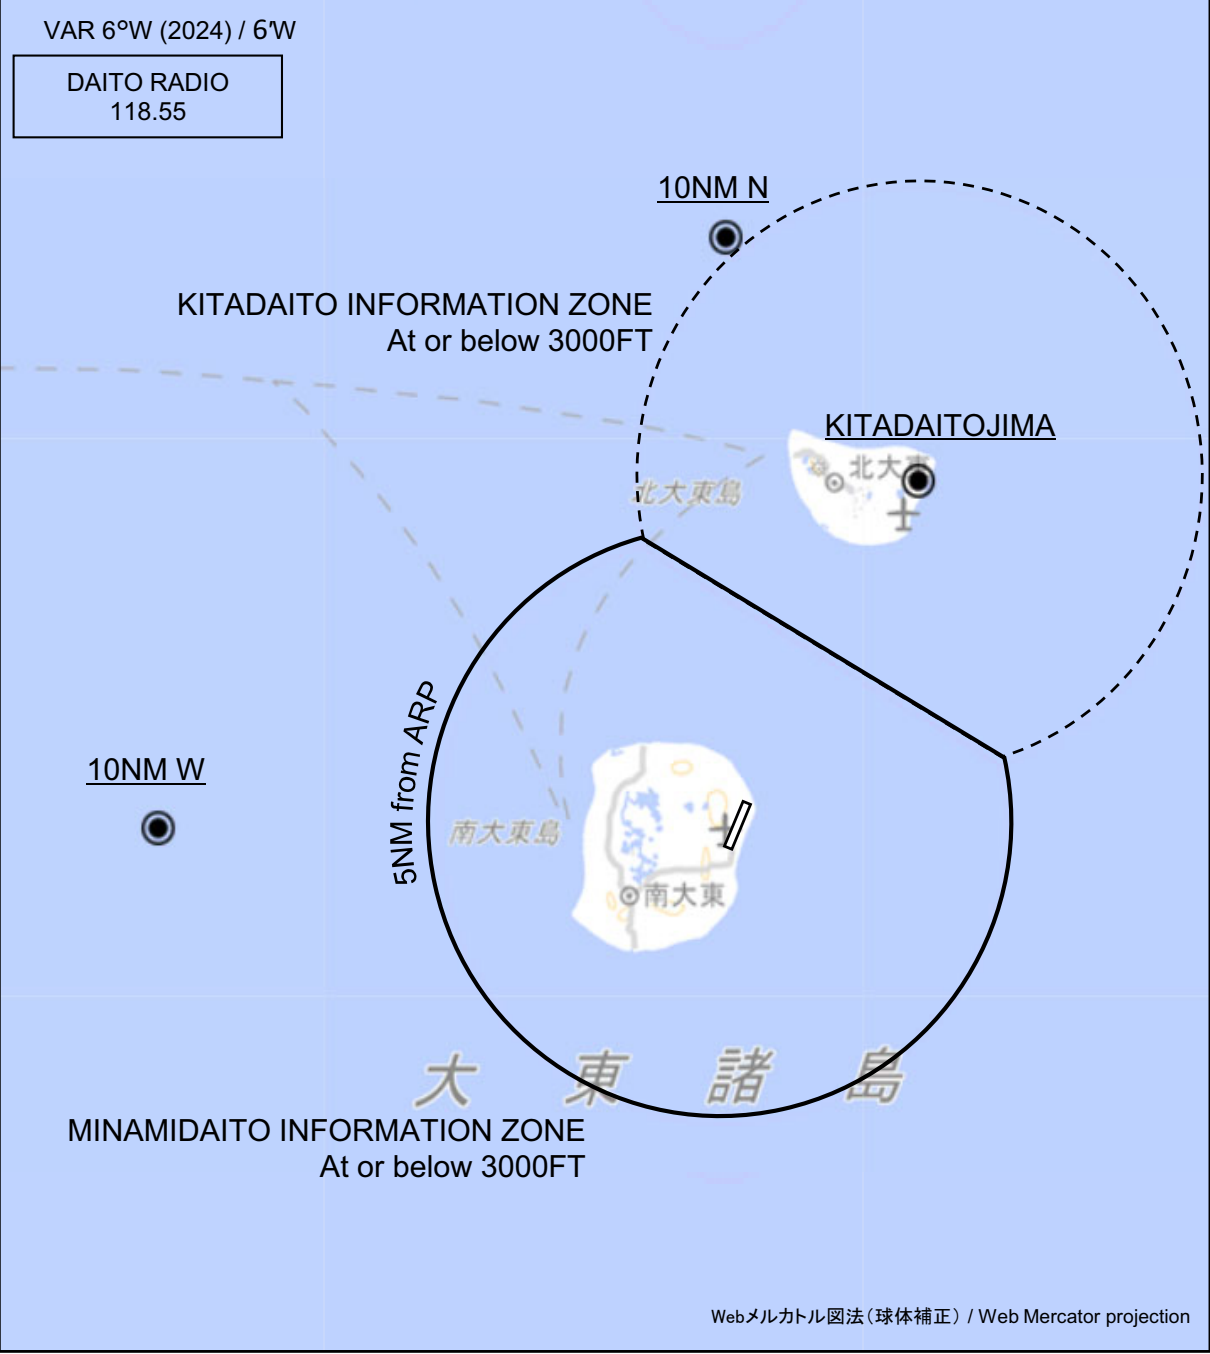 VAR 6°W (2024) / 6'W
DAITO RADIO
118.55
10NM N
KITADAITO INFORMATION ZONE
At or below 3000FT
KITADAITOJIMA
北大東
北大東島
5NM from ARP
10NM W
南大東島
南大東
大東諸島
MINAMIDAITO INFORMATION ZONE
At or below 3000FT
Webメルカトル図法（球体補正） / Web Mercator projection